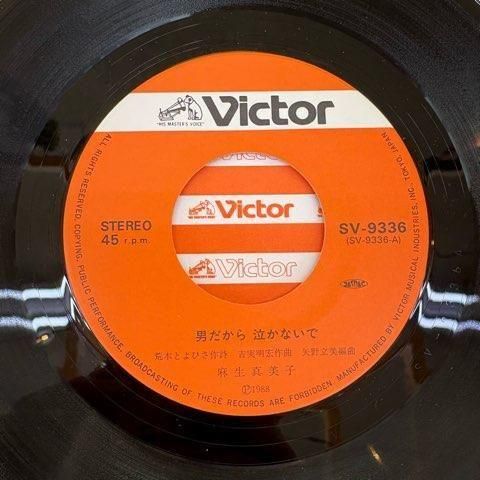 Victor
"HIS MASTER'S VOICE"
STEREO
45 r.p.m.
SV-9336
(SV-9336-A)
JASRAC
Victor
Victor
男だから 泣かないで
荒木とよひさ作詩 吉実明宏作曲 矢野立美編曲
麻生真美子
Ⓟ1988
ALL RIGHTS RESERVED. COPYING, PUBLIC PERFORMANCE, BROADCASTING OF THESE RECORDS ARE FORBIDDEN. MANUFACTURED BY VICTOR MUSICAL INDUSTRIES, INC. TOKYO, JAPAN